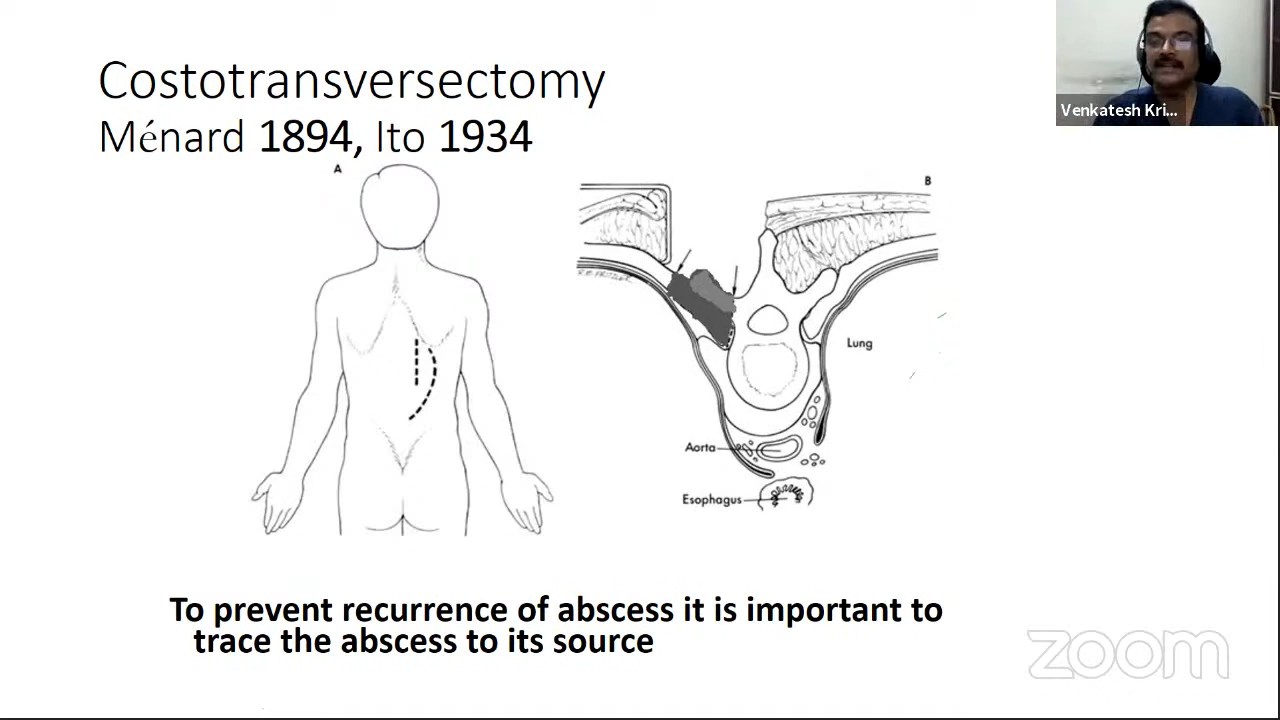 Costotransversectomy
Ménard 1894, Ito 1934
A
B
R.B. FRITZLER
Lung
Aorta
Esophagus
To prevent recurrence of abscess it is important to
trace the abscess to its source
Venkatesh Kri...
zoom